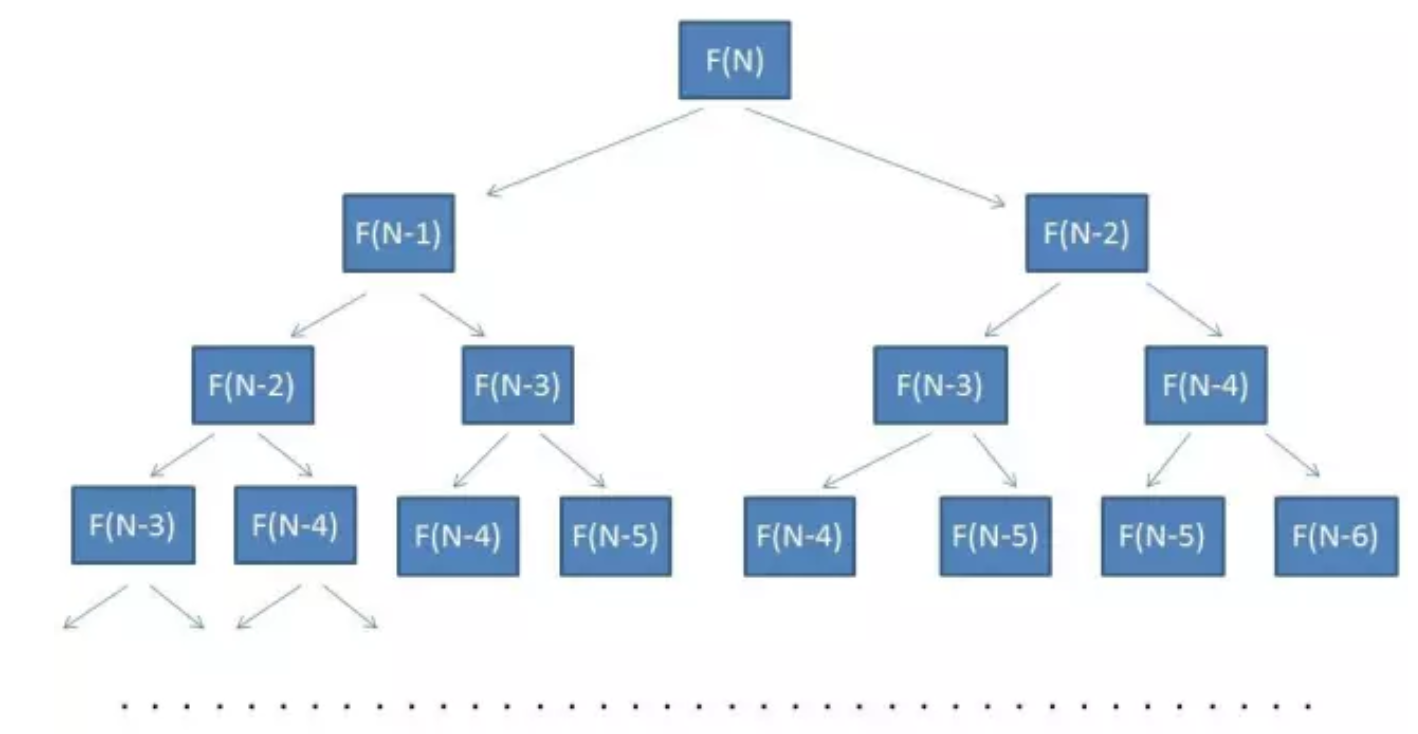 F(N)
F(N-1) F(N-2)
F(N-2) F(N-3) F(N-3) F(N-4)
F(N-3) F(N-4) F(N-4) F(N-5) F(N-4) F(N-5) F(N-5) F(N-6)
. . . . . . . . . . . . . . . . . . . . . . . . . . . . . . . . . . . . . .